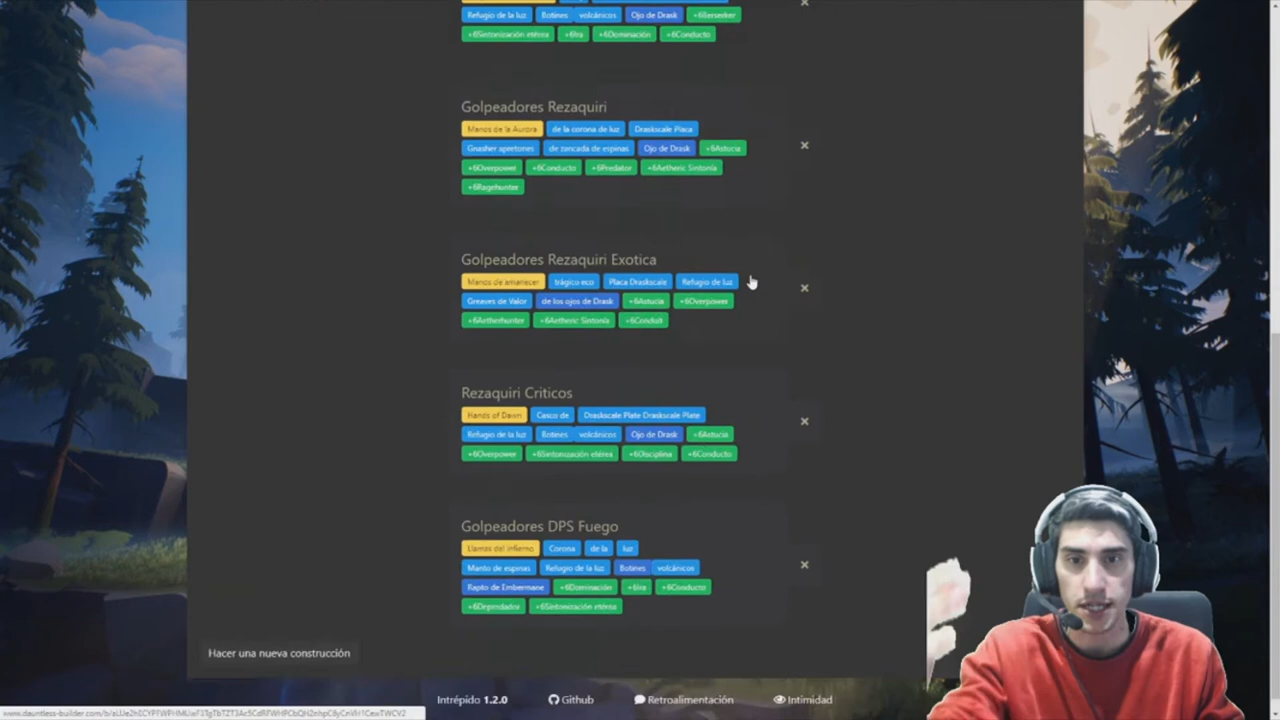 Refugio de la luz Botines volcánicos Ojo de Drask +6Berserker
+6Sintonización etérea +6Ira +6Dominación +6Conducto
Golpeadores Rezaquiri
Manos de la Aurora de la corona de luz Draskscale Placa
Gnasher apretones de zancada de espinas Ojo de Drask +6Astucia
+6Overpower +6Conducto +6Predator +6Aetheric Sintonía
+6Ragehunter
Golpeadores Rezaquiri Exotica
Manos de amanecer trágico eco Placa Draskscale Refugio de luz
Greaves de Valor de los ojos de Drask +6Astucia +6Overpower
+6Aetherhunter +6Aetheric Sintonía +6Conduit
Rezaquiri Criticos
Hands of Dawn Casco de Draskscale Plate Draskscale Plate
Refugio de la luz Botines volcánicos Ojo de Drask +6Astucia
+6Overpower +6Sintonización etérea +6Disciplina +6Conducto
Golpeadores DPS Fuego
Llamas del infierno Corona de la luz
Manto de espinas Refugio de la luz Botines volcánicos
Rapto de Embermane +6Dominación +6Ira +6Conducto
+6Depredador +6Sintonización etérea
Hacer una nueva construcción
Intrépido 1.2.0 Github Retroalimentación Intimidad